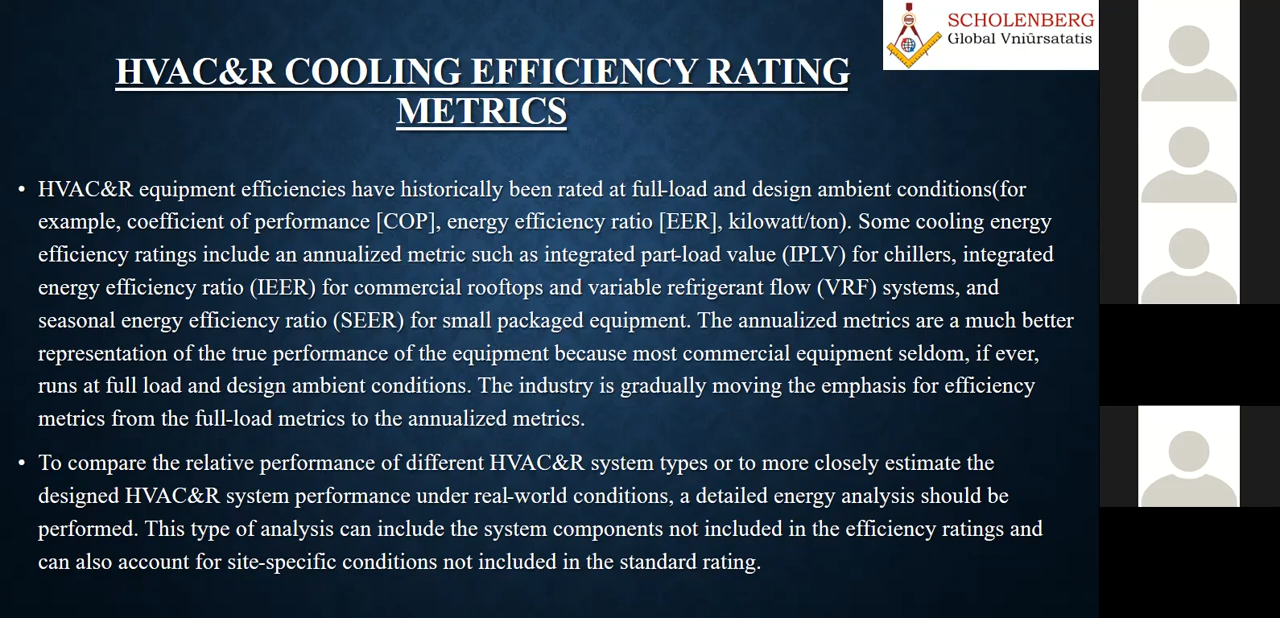 SCHOLENBERG
Global Vniūrsatatis
HVAC&R COOLING EFFICIENCY RATING
METRICS
• HVAC&R equipment efficiencies have historically been rated at full-load and design ambient conditions(for
example, coefficient of performance [COP], energy efficiency ratio [EER], kilowatt/ton). Some cooling energy
efficiency ratings include an annualized metric such as integrated part-load value (IPLV) for chillers, integrated
energy efficiency ratio (IEER) for commercial rooftops and variable refrigerant flow (VRF) systems, and
seasonal energy efficiency ratio (SEER) for small packaged equipment. The annualized metrics are a much better
representation of the true performance of the equipment because most commercial equipment seldom, if ever,
runs at full load and design ambient conditions. The industry is gradually moving the emphasis for efficiency
metrics from the full-load metrics to the annualized metrics.
• To compare the relative performance of different HVAC&R system types or to more closely estimate the
designed HVAC&R system performance under real-world conditions, a detailed energy analysis should be
performed. This type of analysis can include the system components not included in the efficiency ratings and
can also account for site-specific conditions not included in the standard rating.